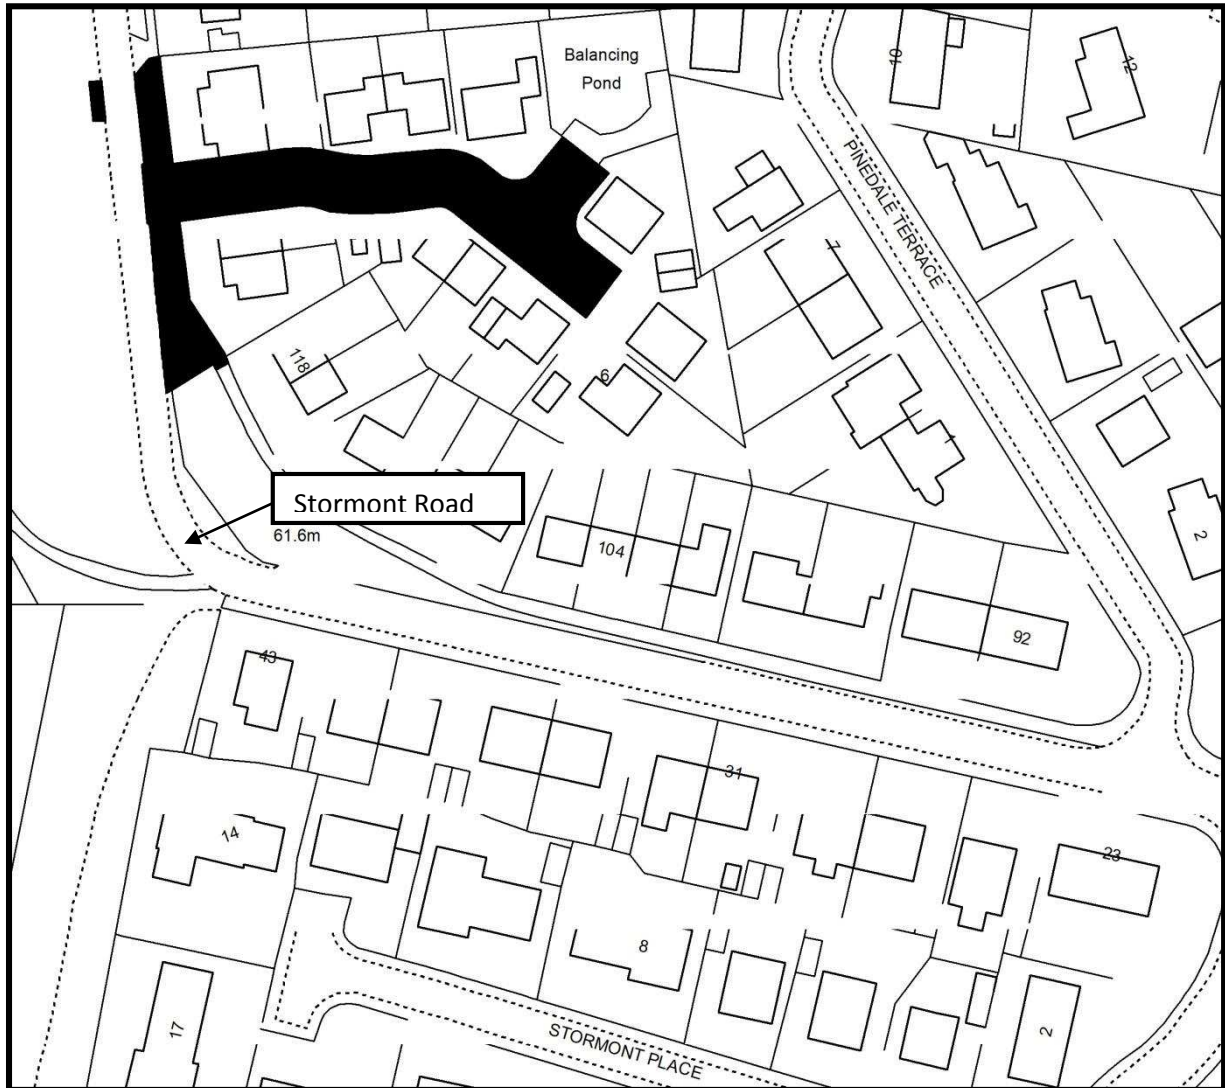 Balancing
Pond
10
12
PINEDALE TERRACE
7
118
6
1
2
Stormont Road
61.6m
104
92
43
31
14
23
8
17
STORMONT PLACE
2